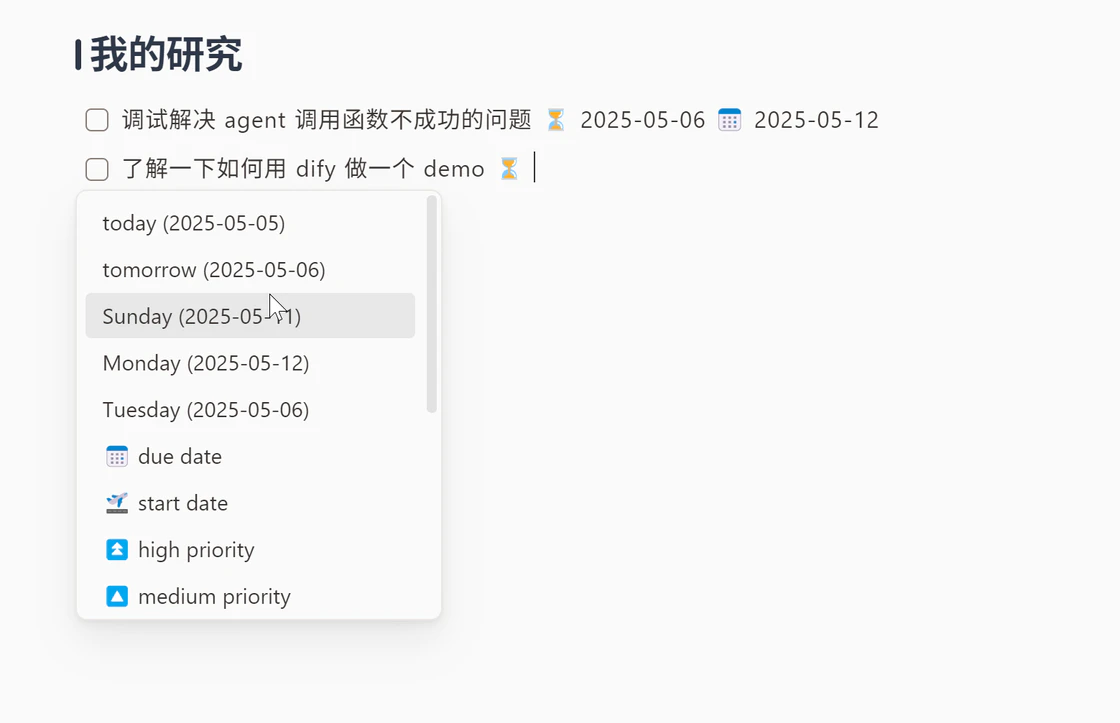 我的研究
调试解决 agent 调用函数不成功的问题 ⏳ 2025-05-06 📅 2025-05-12
了解一下如何用 dify 做一个 demo ⏳
today (2025-05-05)
tomorrow (2025-05-06)
Sunday (2025-05-11)
Monday (2025-05-12)
Tuesday (2025-05-06)
📅 due date
🛫 start date
⏫ high priority
🔼 medium priority